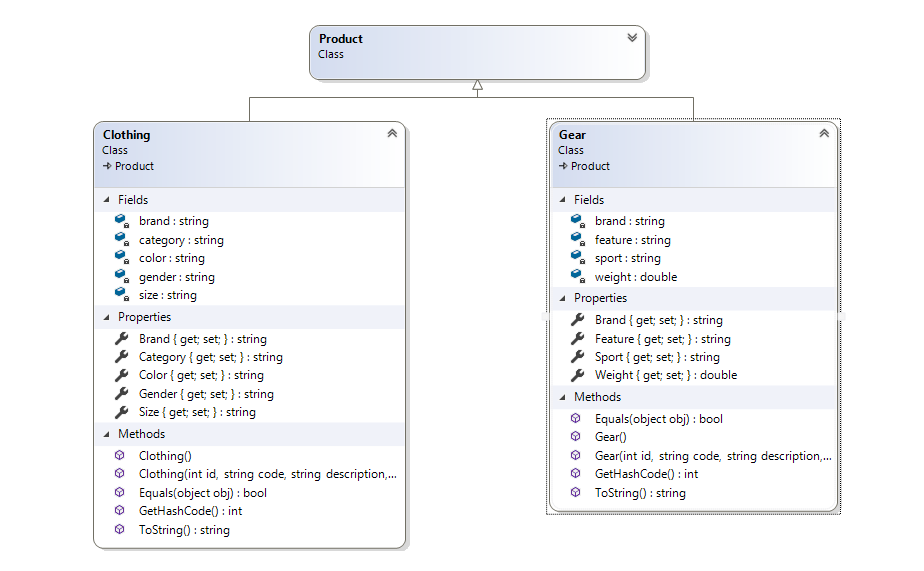 Product
Class
Clothing
Class
Product
Fields
brand : string
category : string
color : string
gender : string
size : string
Properties
Brand { get; set; } : string
Category { get; set; } : string
Color { get; set; } : string
Gender { get; set; } : string
Size { get; set; } : string
Methods
Clothing()
Clothing(int id, string code, string description,...
Equals(object obj) : bool
GetHashCode() : int
ToString() : string
Gear
Class
Product
Fields
brand : string
feature : string
sport : string
weight : double
Properties
Brand { get; set; } : string
Feature { get; set; } : string
Sport { get; set; } : string
Weight { get; set; } : double
Methods
Equals(object obj) : bool
Gear()
Gear(int id, string code, string description,...
GetHashCode() : int
ToString() : string